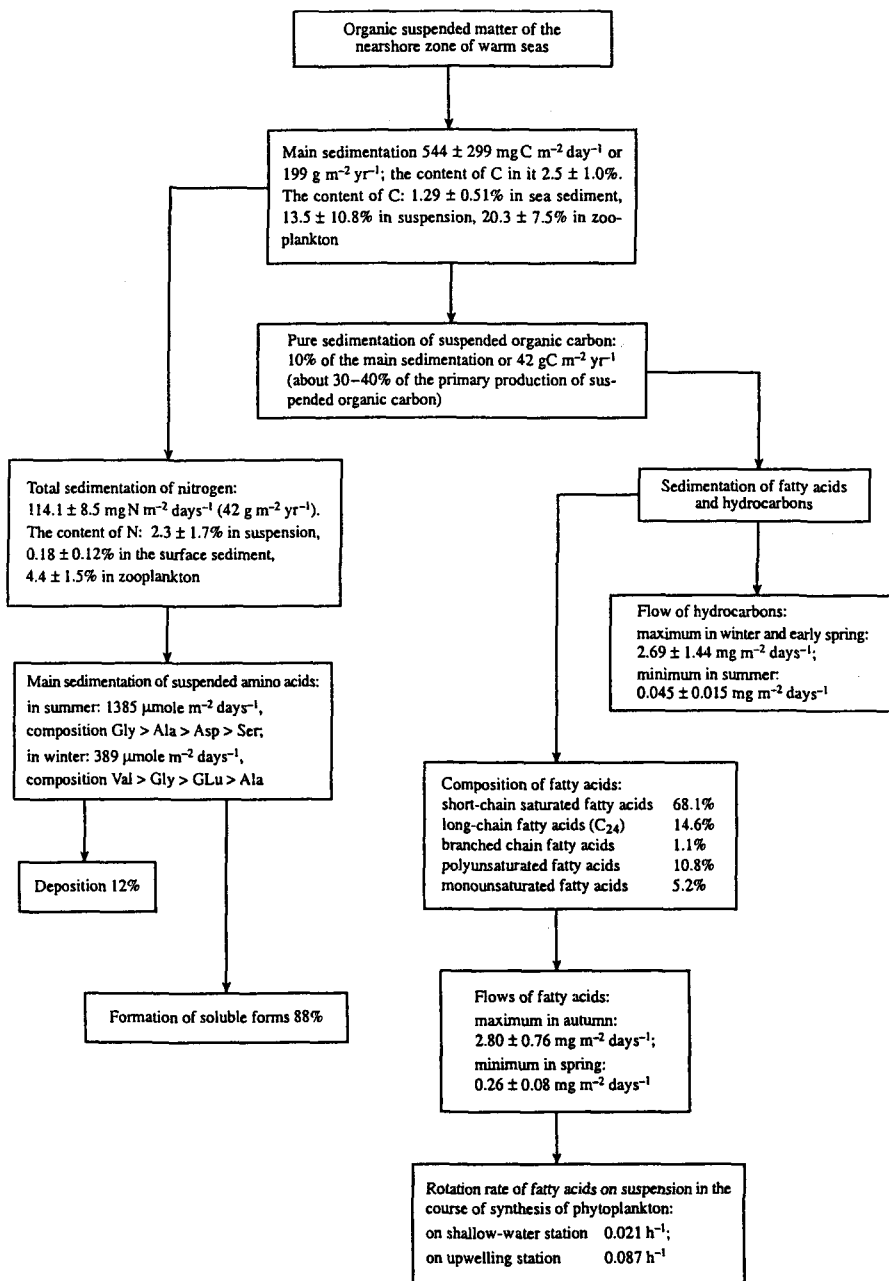 Organic suspended matter of the
nearshore zone of warm seas
Main sedimentation 544 ± 299 mg C m⁻² day⁻¹ or
199 g m⁻² yr⁻¹; the content of C in it 2.5 ± 1.0%.
The content of C: 1.29 ± 0.51% in sea sediment,
13.5 ± 10.8% in suspension, 20.3 ± 7.5% in zoo-
plankton
Pure sedimentation of suspended organic carbon:
10% of the main sedimentation or 42 gC m⁻² yr⁻¹
(about 30–40% of the primary production of sus-
pended organic carbon)
Total sedimentation of nitrogen:
114.1 ± 8.5 mg N m⁻² days⁻¹ (42 g m⁻² yr⁻¹).
The content of N: 2.3 ± 1.7% in suspension,
0.18 ± 0.12% in the surface sediment,
4.4 ± 1.5% in zooplankton
Sedimentation of fatty acids
and hydrocarbons
Flow of hydrocarbons:
maximum in winter and early spring:
2.69 ± 1.44 mg m⁻² days⁻¹;
minimum in summer:
0.045 ± 0.015 mg m⁻² days⁻¹
Main sedimentation of suspended amino acids:
in summer: 1385 µmole m⁻² days⁻¹,
composition Gly > Ala > Asp > Ser;
in winter: 389 µmole m⁻² days⁻¹,
composition Val > Gly > GLu > Ala
Deposition 12%
Formation of soluble forms 88%
Composition of fatty acids:
short-chain saturated fatty acids 68.1%
long-chain fatty acids (C₂₄) 14.6%
branched chain fatty acids 1.1%
polyunsaturated fatty acids 10.8%
monounsaturated fatty acids 5.2%
Flows of fatty acids:
maximum in autumn:
2.80 ± 0.76 mg m⁻² days⁻¹;
minimum in spring:
0.26 ± 0.08 mg m⁻² days⁻¹
Rotation rate of fatty acids on suspension in the
course of synthesis of phytoplankton:
on shallow-water station 0.021 h⁻¹;
on upwelling station 0.087 h⁻¹